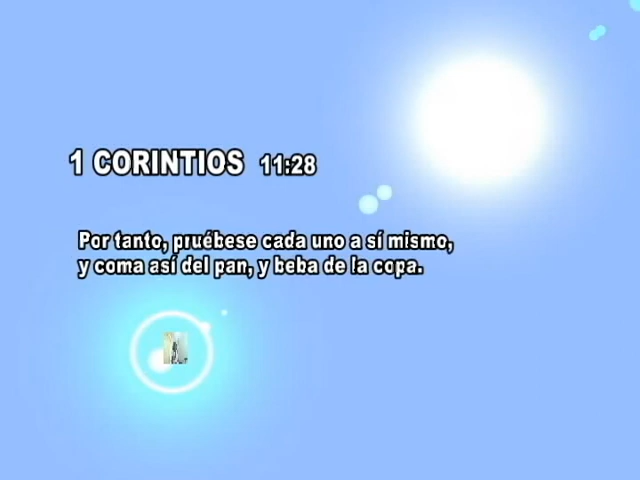 1 CORINTIOS 11:28
Por tanto, pruébese cada uno a sí mismo,
y coma así del pan, y beba de la copa.